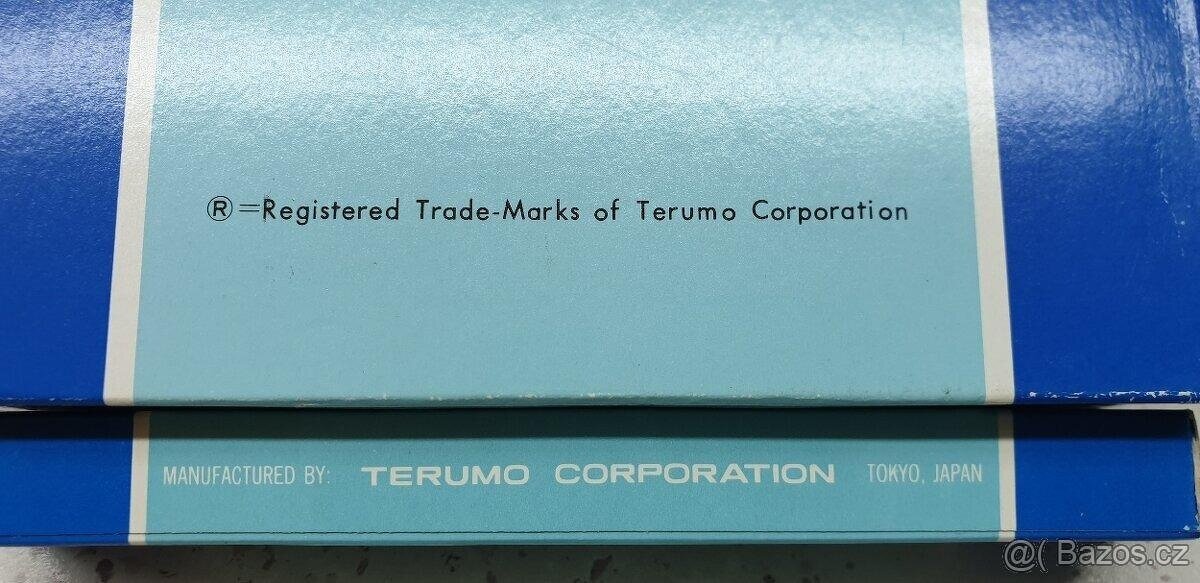 ®=Registered Trade-Marks of Terumo Corporation
MANUFACTURED BY: TERUMO CORPORATION TOKYO, JAPAN
@( Bazos.cz